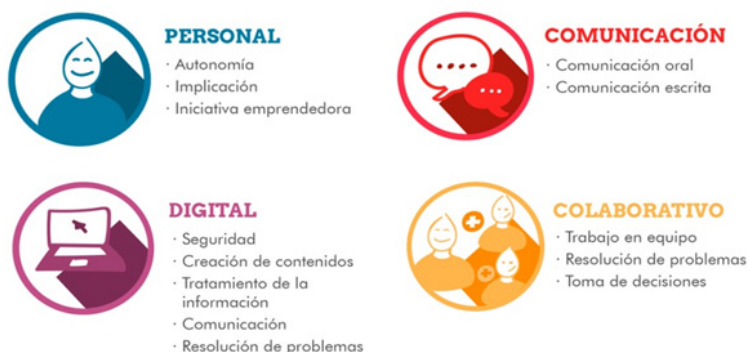 PERSONAL
· Autonomía
· Implicación
· Iniciativa emprendedora
COMUNICACIÓN
· Comunicación oral
· Comunicación escrita
DIGITAL
· Seguridad
· Creación de contenidos
· Tratamiento de la
información
· Comunicación
· Resolución de problemas
COLABORATIVO
· Trabajo en equipo
· Resolución de problemas
· Toma de decisiones